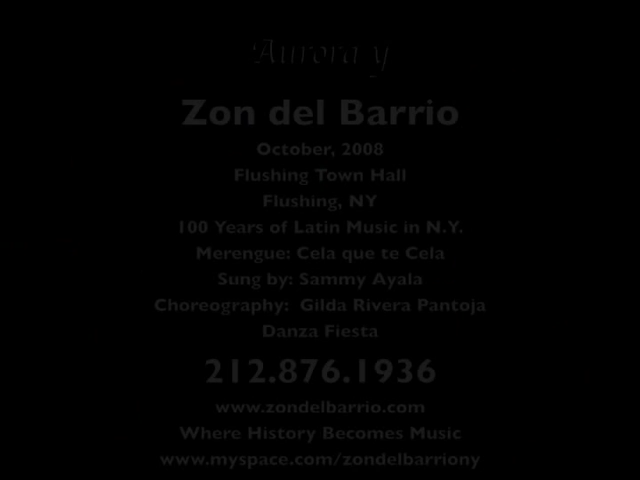 Aurora y
Zon del Barrio
October, 2008
Flushing Town Hall
Flushing, NY
100 Years of Latin Music in N.Y.
Merengue: Cela que te Cela
Sung by: Sammy Ayala
Choreography: Gilda Rivera Pantoja
Danza Fiesta
212.876.1936
www.zondelbarrio.com
Where History Becomes Music
www.myspace.com/zondelbarriony